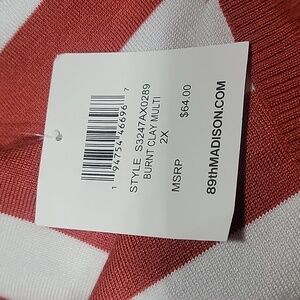 1 94754 46696 7
STYLE S3247AX0289
BURNT CLAY MULTI
2X
MSRP $64.00
89thMADISON.COM